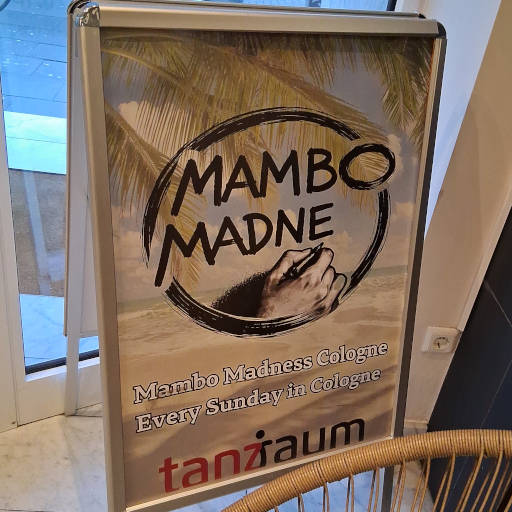 MAMBO
MADNE
Mambo Madness Cologne
Every Sunday in Cologne
tanzraum